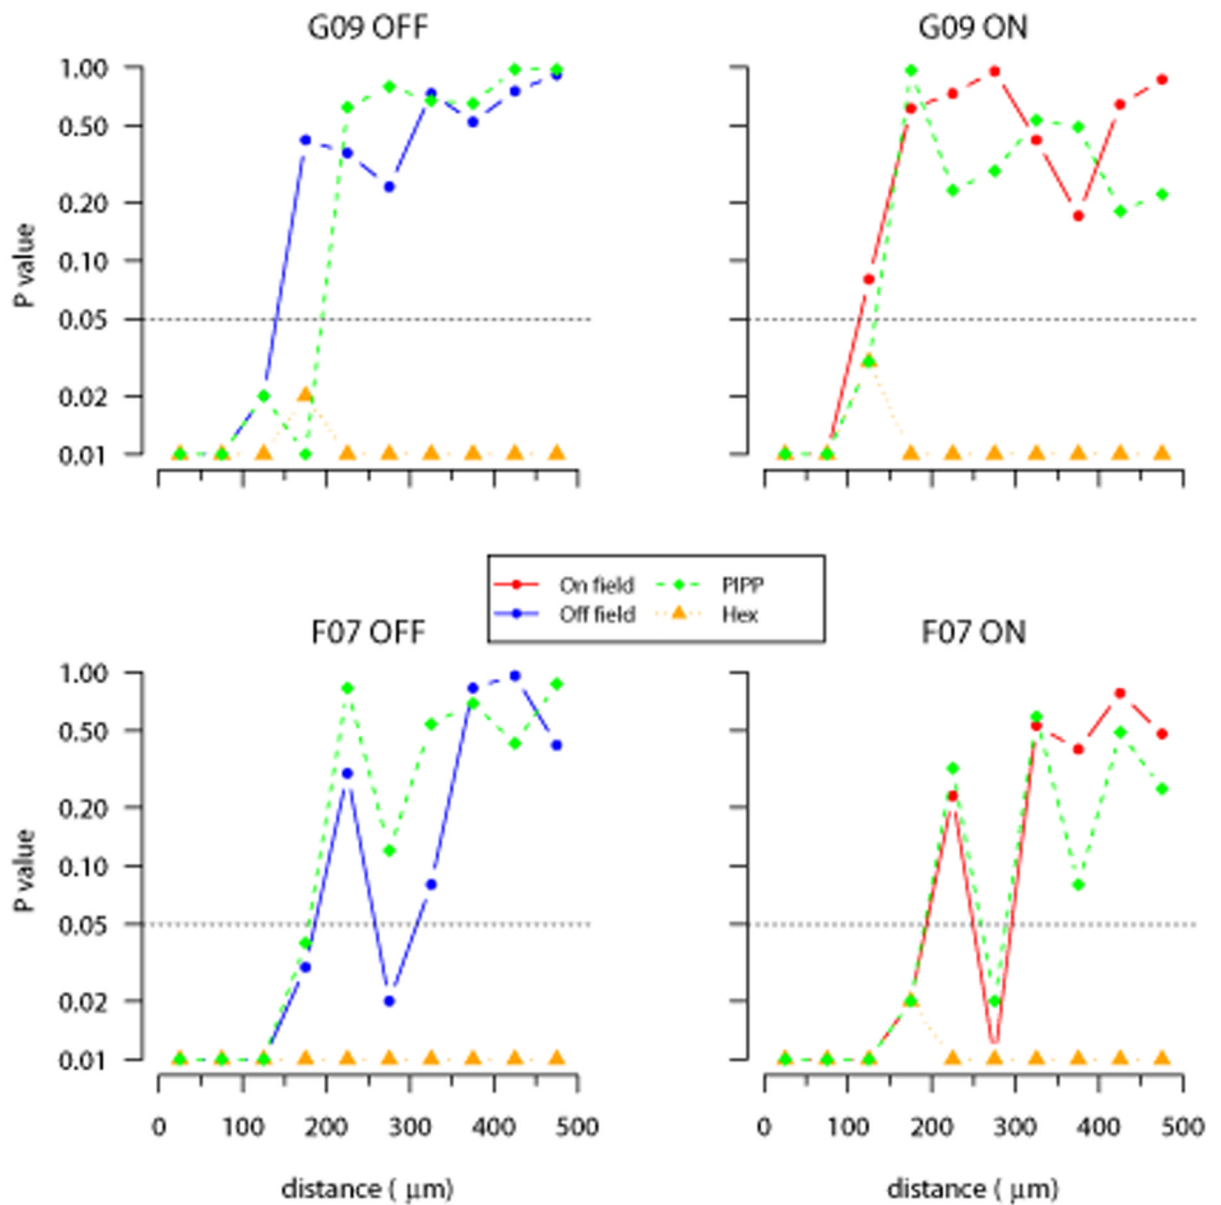 G09 OFF
G09 ON
1.00
0.50
0.20
0.10
0.05
0.02
0.01
P value
On field
PIPP
Off field
Hex
F07 OFF
F07 ON
1.00
0.50
0.20
0.10
0.05
0.02
0.01
P value
0 100 200 300 400 500
0 100 200 300 400 500
distance ( μm)
distance ( μm)